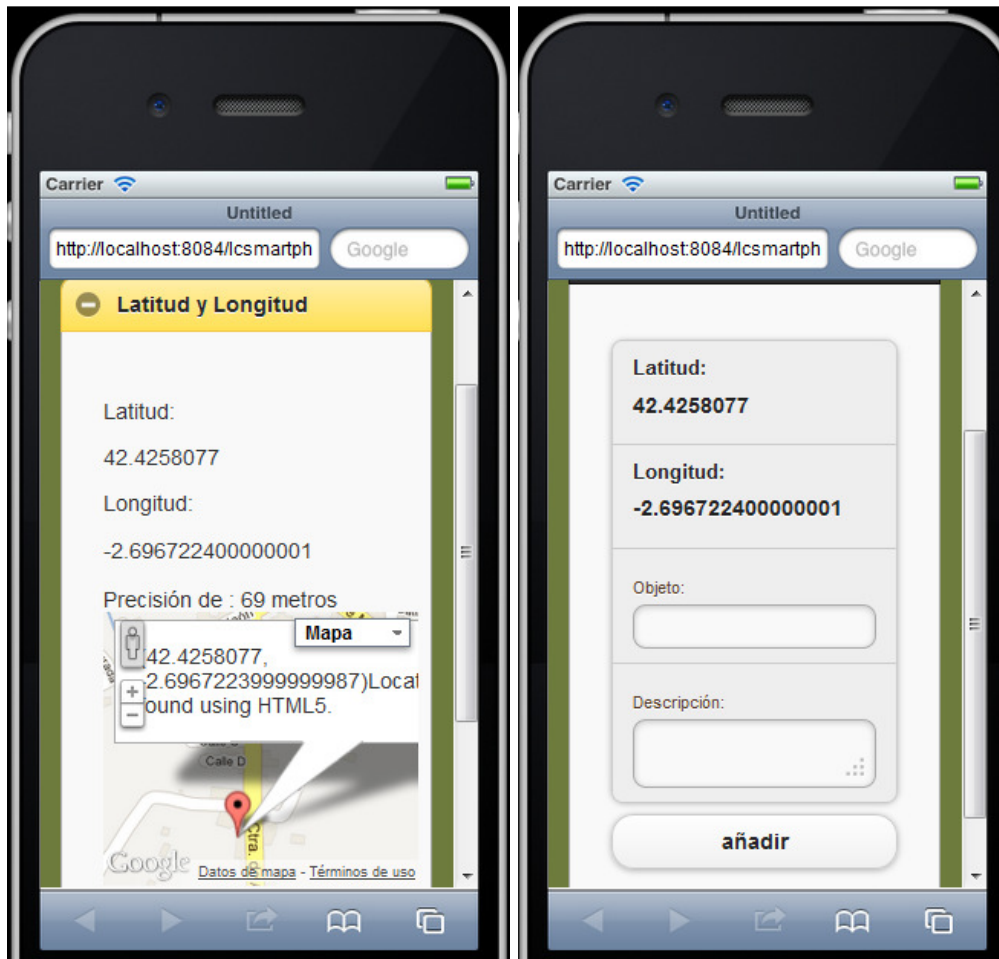 Carrier
Untitled
http://localhost:8084/lcsmartph
Google
Latitud y Longitud
Latitud:
42.4258077
Longitud:
-2.696722400000001
Precisión de : 69 metros
Mapa
42.4258077,
-2.6967223999999987)Locat
found using HTML5.
Calle D
Ctra. d
Google
Datos de mapa - Términos de uso
Carrier
Untitled
http://localhost:8084/lcsmartph
Google
Latitud:
42.4258077
Longitud:
-2.696722400000001
Objeto:
Descripción:
añadir